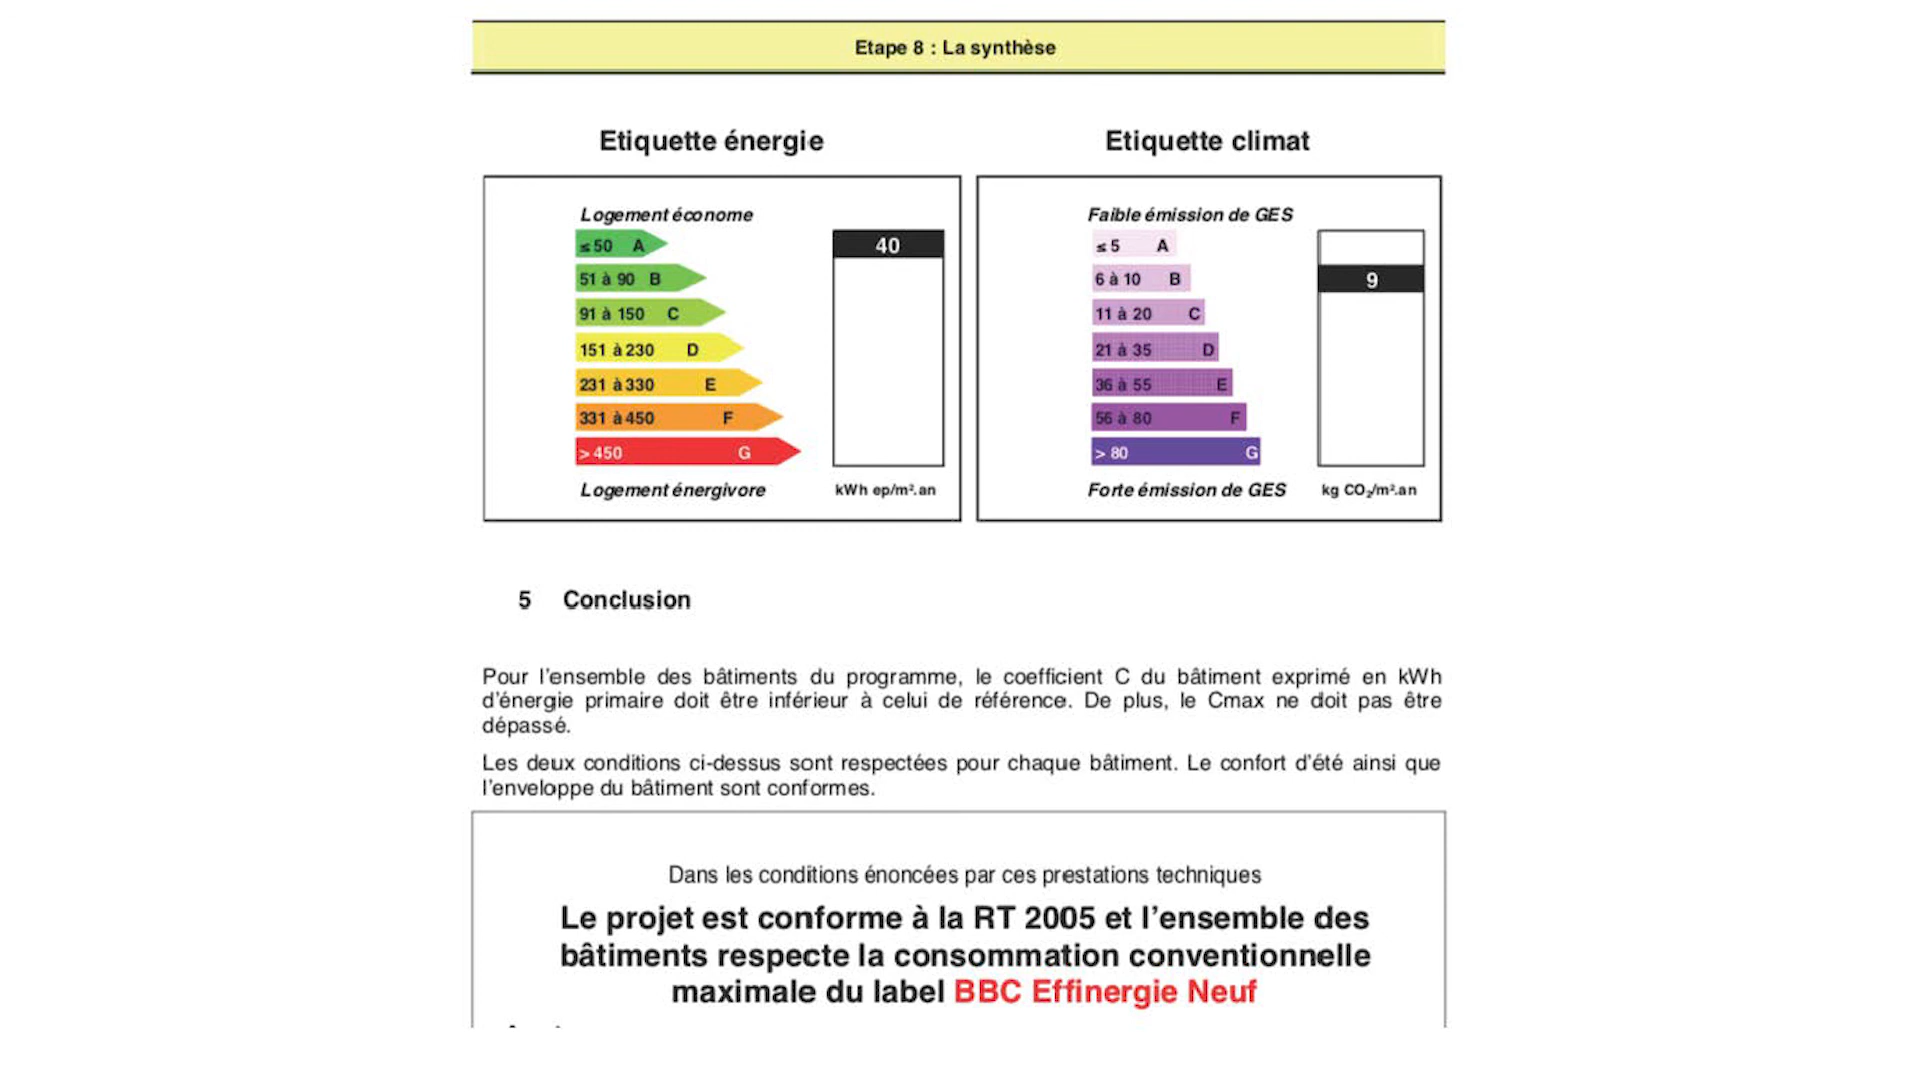 Etape 8 : La synthèse
Etiquette énergie
Logement économe
≤ 50 A
51 à 90 B
91 à 150 C
151 à 230 D
231 à 330 E
331 à 450 F
> 450 G
Logement énergivore
40
kWh ep/m².an
Etiquette climat
Faible émission de GES
≤ 5 A
6 à 10 B
11 à 20 C
21 à 35 D
36 à 55 E
56 à 80 F
> 80 G
Forte émission de GES
9
kg CO₂/m².an
5 Conclusion
Pour l'ensemble des bâtiments du programme, le coefficient C du bâtiment exprimé en kWh
d'énergie primaire doit être inférieur à celui de référence. De plus, le Cmax ne doit pas être
dépassé.
Les deux conditions ci-dessus sont respectées pour chaque bâtiment. Le confort d'été ainsi que
l'enveloppe du bâtiment sont conformes.
Dans les conditions énoncées par ces prestations techniques
Le projet est conforme à la RT 2005 et l'ensemble des
bâtiments respecte la consommation conventionnelle
maximale du label BBC Effinergie Neuf